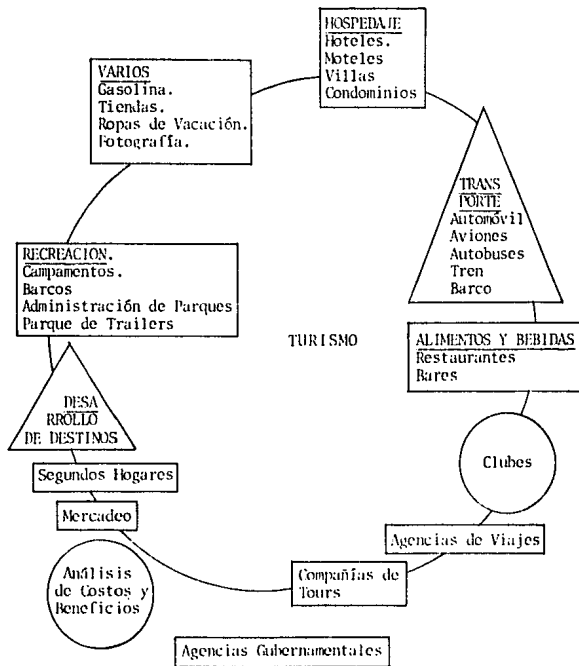 HOSPEDAJE
Hoteles.
Moteles
Villas
Condominios
VARIOS
Gasolina.
Tiendas.
Ropas de Vacación.
Fotografía.
TRANS
PORTE
Automóvil
Aviones
Autobuses
Tren
Barco
RECREACION.
Campamentos.
Barcos
Administración de Parques
Parque de Trailers
TURISMO
ALIMENTOS Y BEBIDAS
Restaurantes
Bares
DESA
RROLLO
DE DESTINOS
Clubes
Segundos Hogares
Mercadeo
Agencias de Viajes
Análisis
de Costos y
Beneficios
Compañías de
Tours
Agencias Gubernamentales